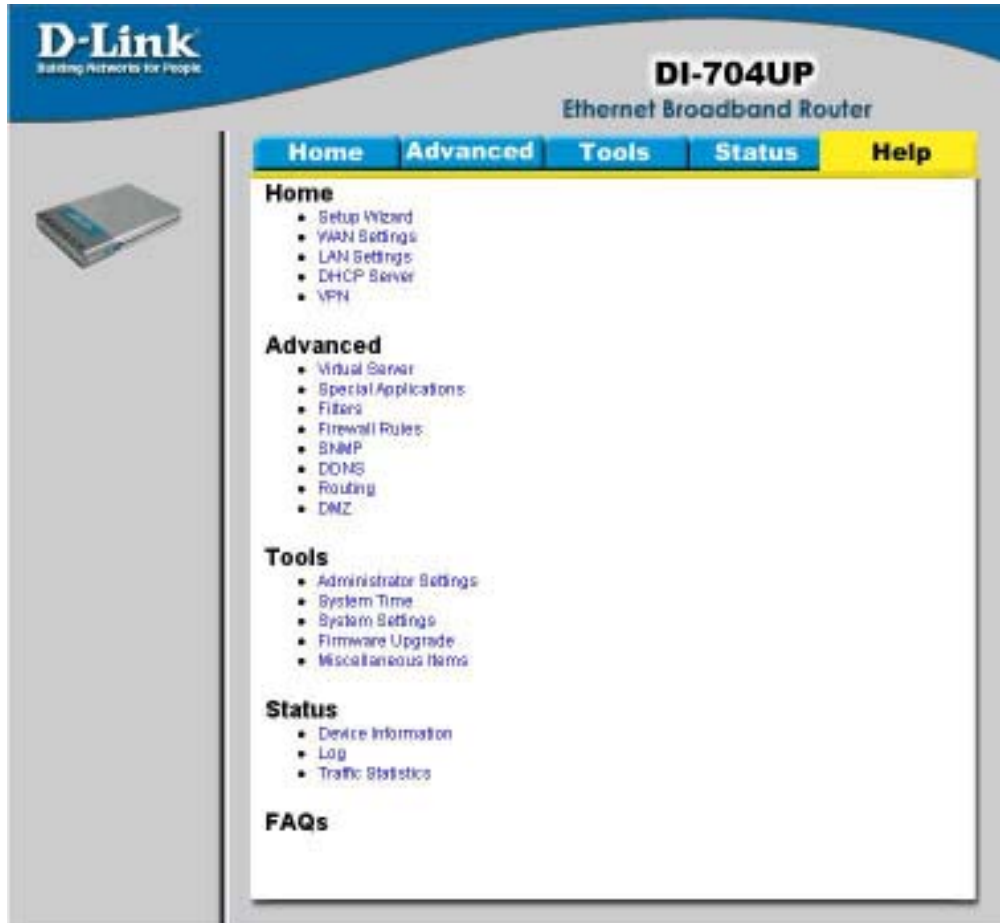 D-Link
Building Networks for People
DI-704UP
Ethernet Broadband Router
Home Advanced Tools Status Help
Home
Setup Wizard
WAN Settings
LAN Settings
DHCP Server
VPN
Advanced
Virtual Server
Special Applications
Filters
Firewall Rules
SNMP
DDNS
Routing
DMZ
Tools
Administrator Settings
System Time
System Settings
Firmware Upgrade
Miscellaneous Items
Status
Device Information
Log
Traffic Statistics
FAQs